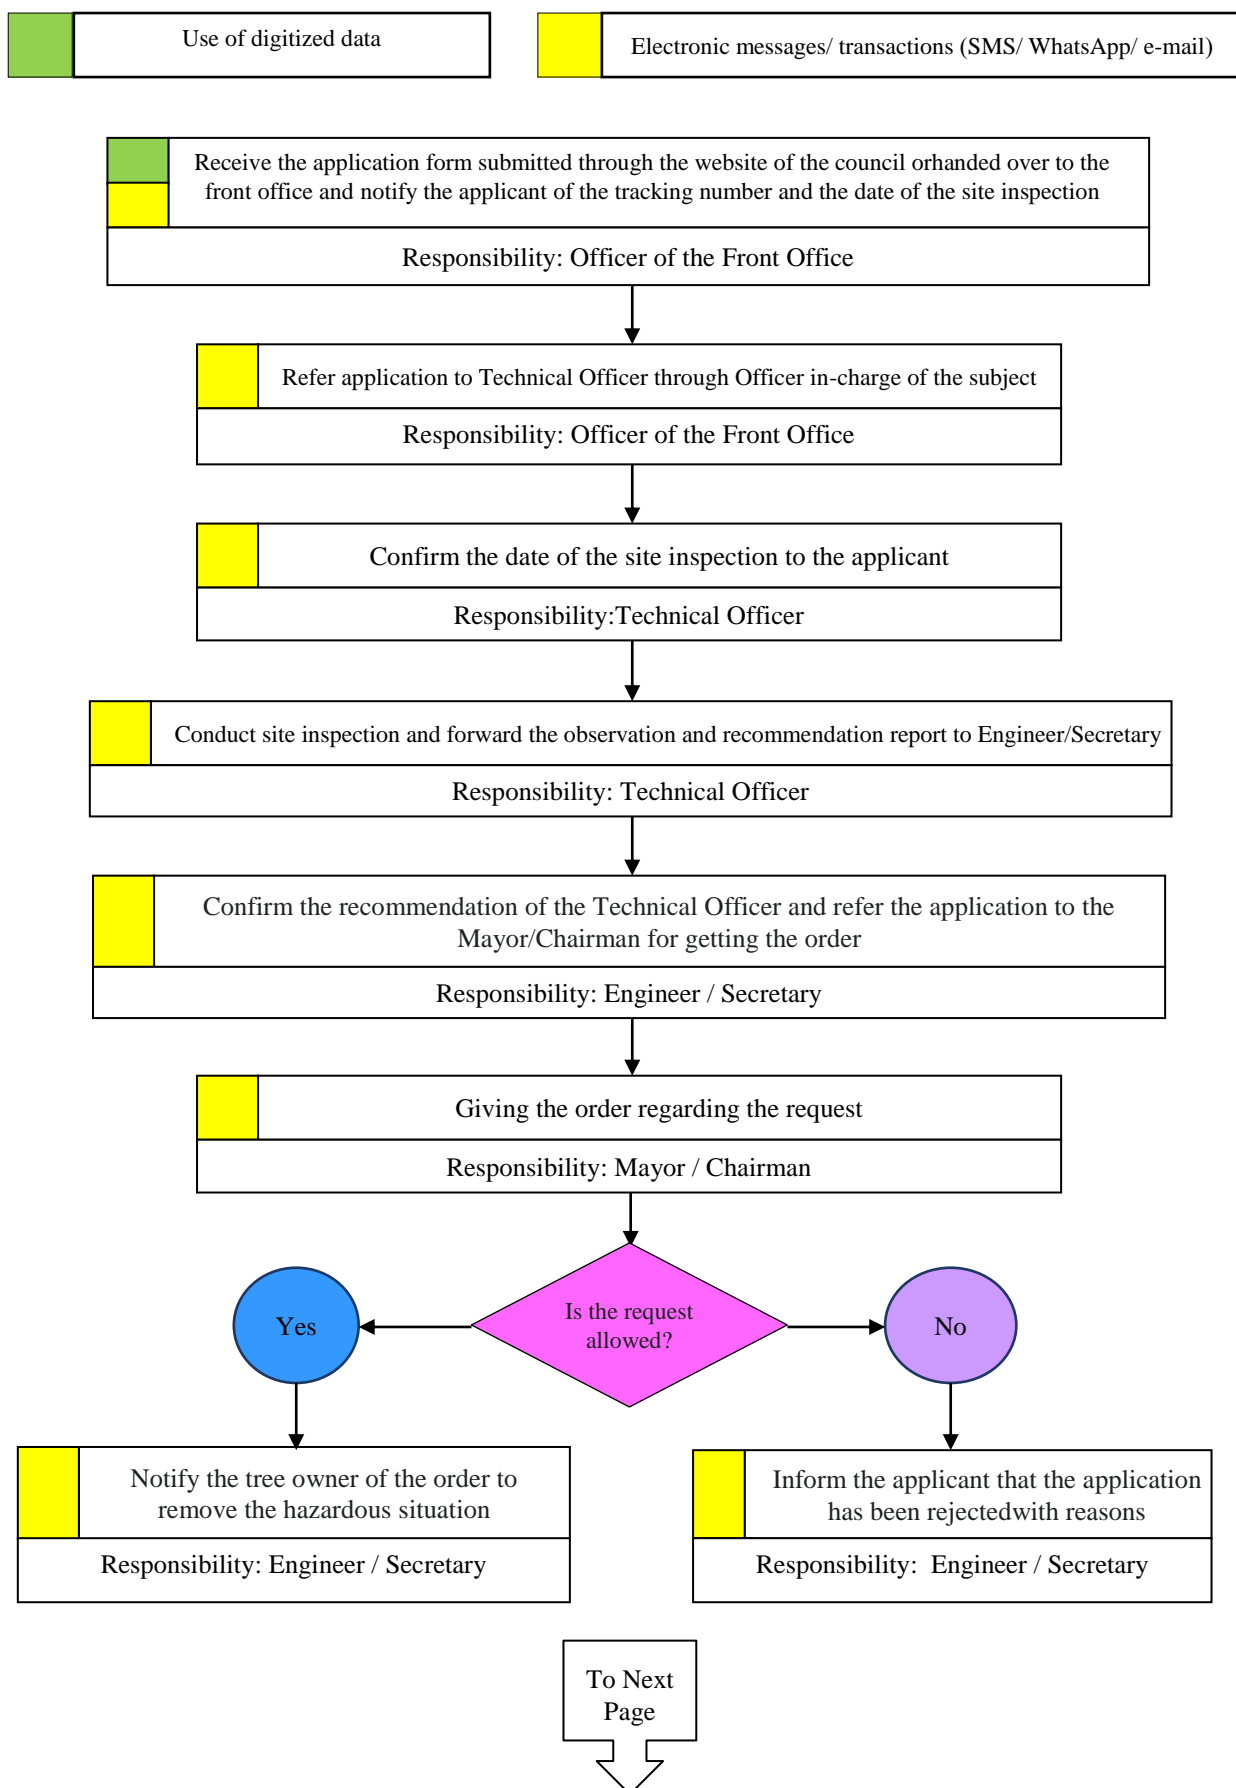 Use of digitized data
Electronic messages/ transactions (SMS/ WhatsApp/ e-mail)
Receive the application form submitted through the website of the council orhanded over to the
front office and notify the applicant of the tracking number and the date of the site inspection
Responsibility: Officer of the Front Office
Refer application to Technical Officer through Officer in-charge of the subject
Responsibility: Officer of the Front Office
Confirm the date of the site inspection to the applicant
Responsibility:Technical Officer
Conduct site inspection and forward the observation and recommendation report to Engineer/Secretary
Responsibility: Technical Officer
Confirm the recommendation of the Technical Officer and refer the application to the
Mayor/Chairman for getting the order
Responsibility: Engineer / Secretary
Giving the order regarding the request
Responsibility: Mayor / Chairman
Is the request
allowed?
Yes
No
Notify the tree owner of the order to
remove the hazardous situation
Responsibility: Engineer / Secretary
Inform the applicant that the application
has been rejectedwith reasons
Responsibility:  Engineer / Secretary
To Next
Page